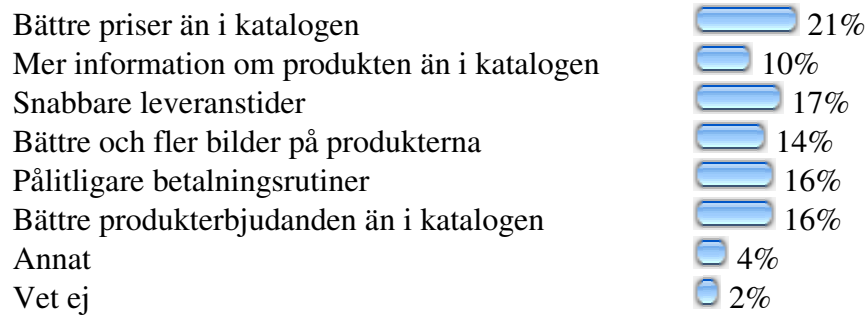 Bättre priser än i katalogen 21%
Mer information om produkten än i katalogen 10%
Snabbare leveranstider 17%
Bättre och fler bilder på produkterna 14%
Pålitligare betalningsrutiner 16%
Bättre produkterbjudanden än i katalogen 16%
Annat 4%
Vet ej 2%